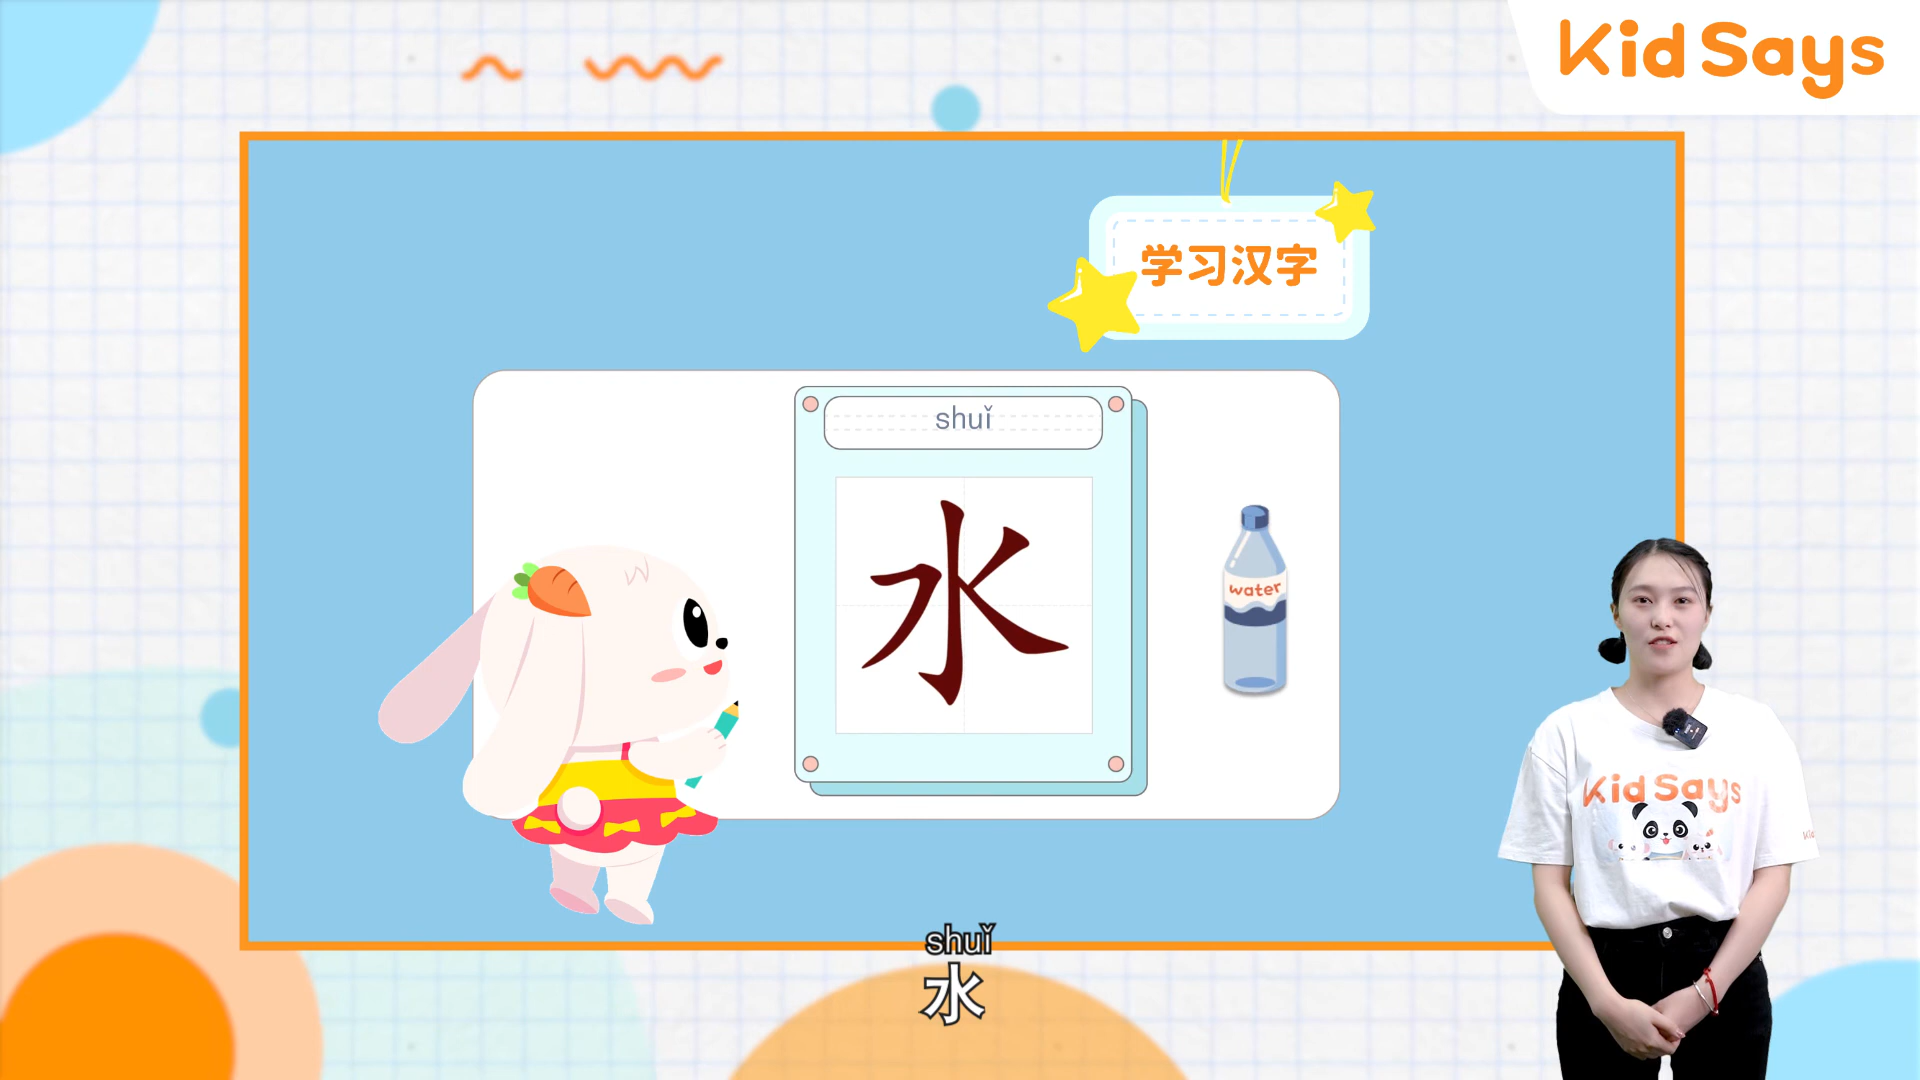 Kid Says
学习汉字
shuǐ
水
water
Kid Says
shuǐ
水